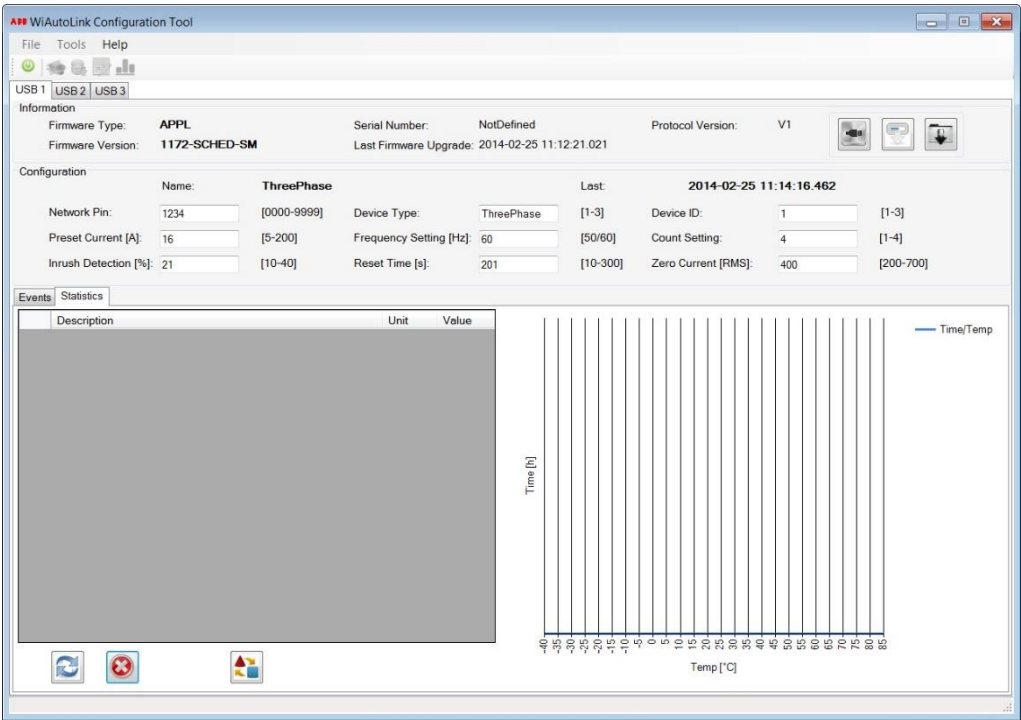 ABB WiAutoLink Configuration Tool
File Tools Help
USB 1 USB 2 USB 3
Information
Firmware Type: APPL Serial Number: NotDefined Protocol Version: V1
Firmware Version: 1172-SCHED-SM Last Firmware Upgrade: 2014-02-25 11:12:21.021
Configuration
Name: ThreePhase Last: 2014-02-25 11:14:16.462
Network Pin: 1234 [0000-9999] Device Type: ThreePhase [1-3] Device ID: 1 [1-3]
Preset Current [A]: 16 [5-200] Frequency Setting [Hz]: 60 [50/60] Count Setting: 4 [1-4]
Inrush Detection [%]: 21 [10-40] Reset Time [s]: 201 [10-300] Zero Current [RMS]: 400 [200-700]
Events Statistics
Description Unit Value
Time/Temp
Time [h]
-40 -35 -30 -25 -20 -15 -10 -5 0 5 10 15 20 25 30 35 40 45 50 55 60 65 70 75 80 85
Temp [°C]